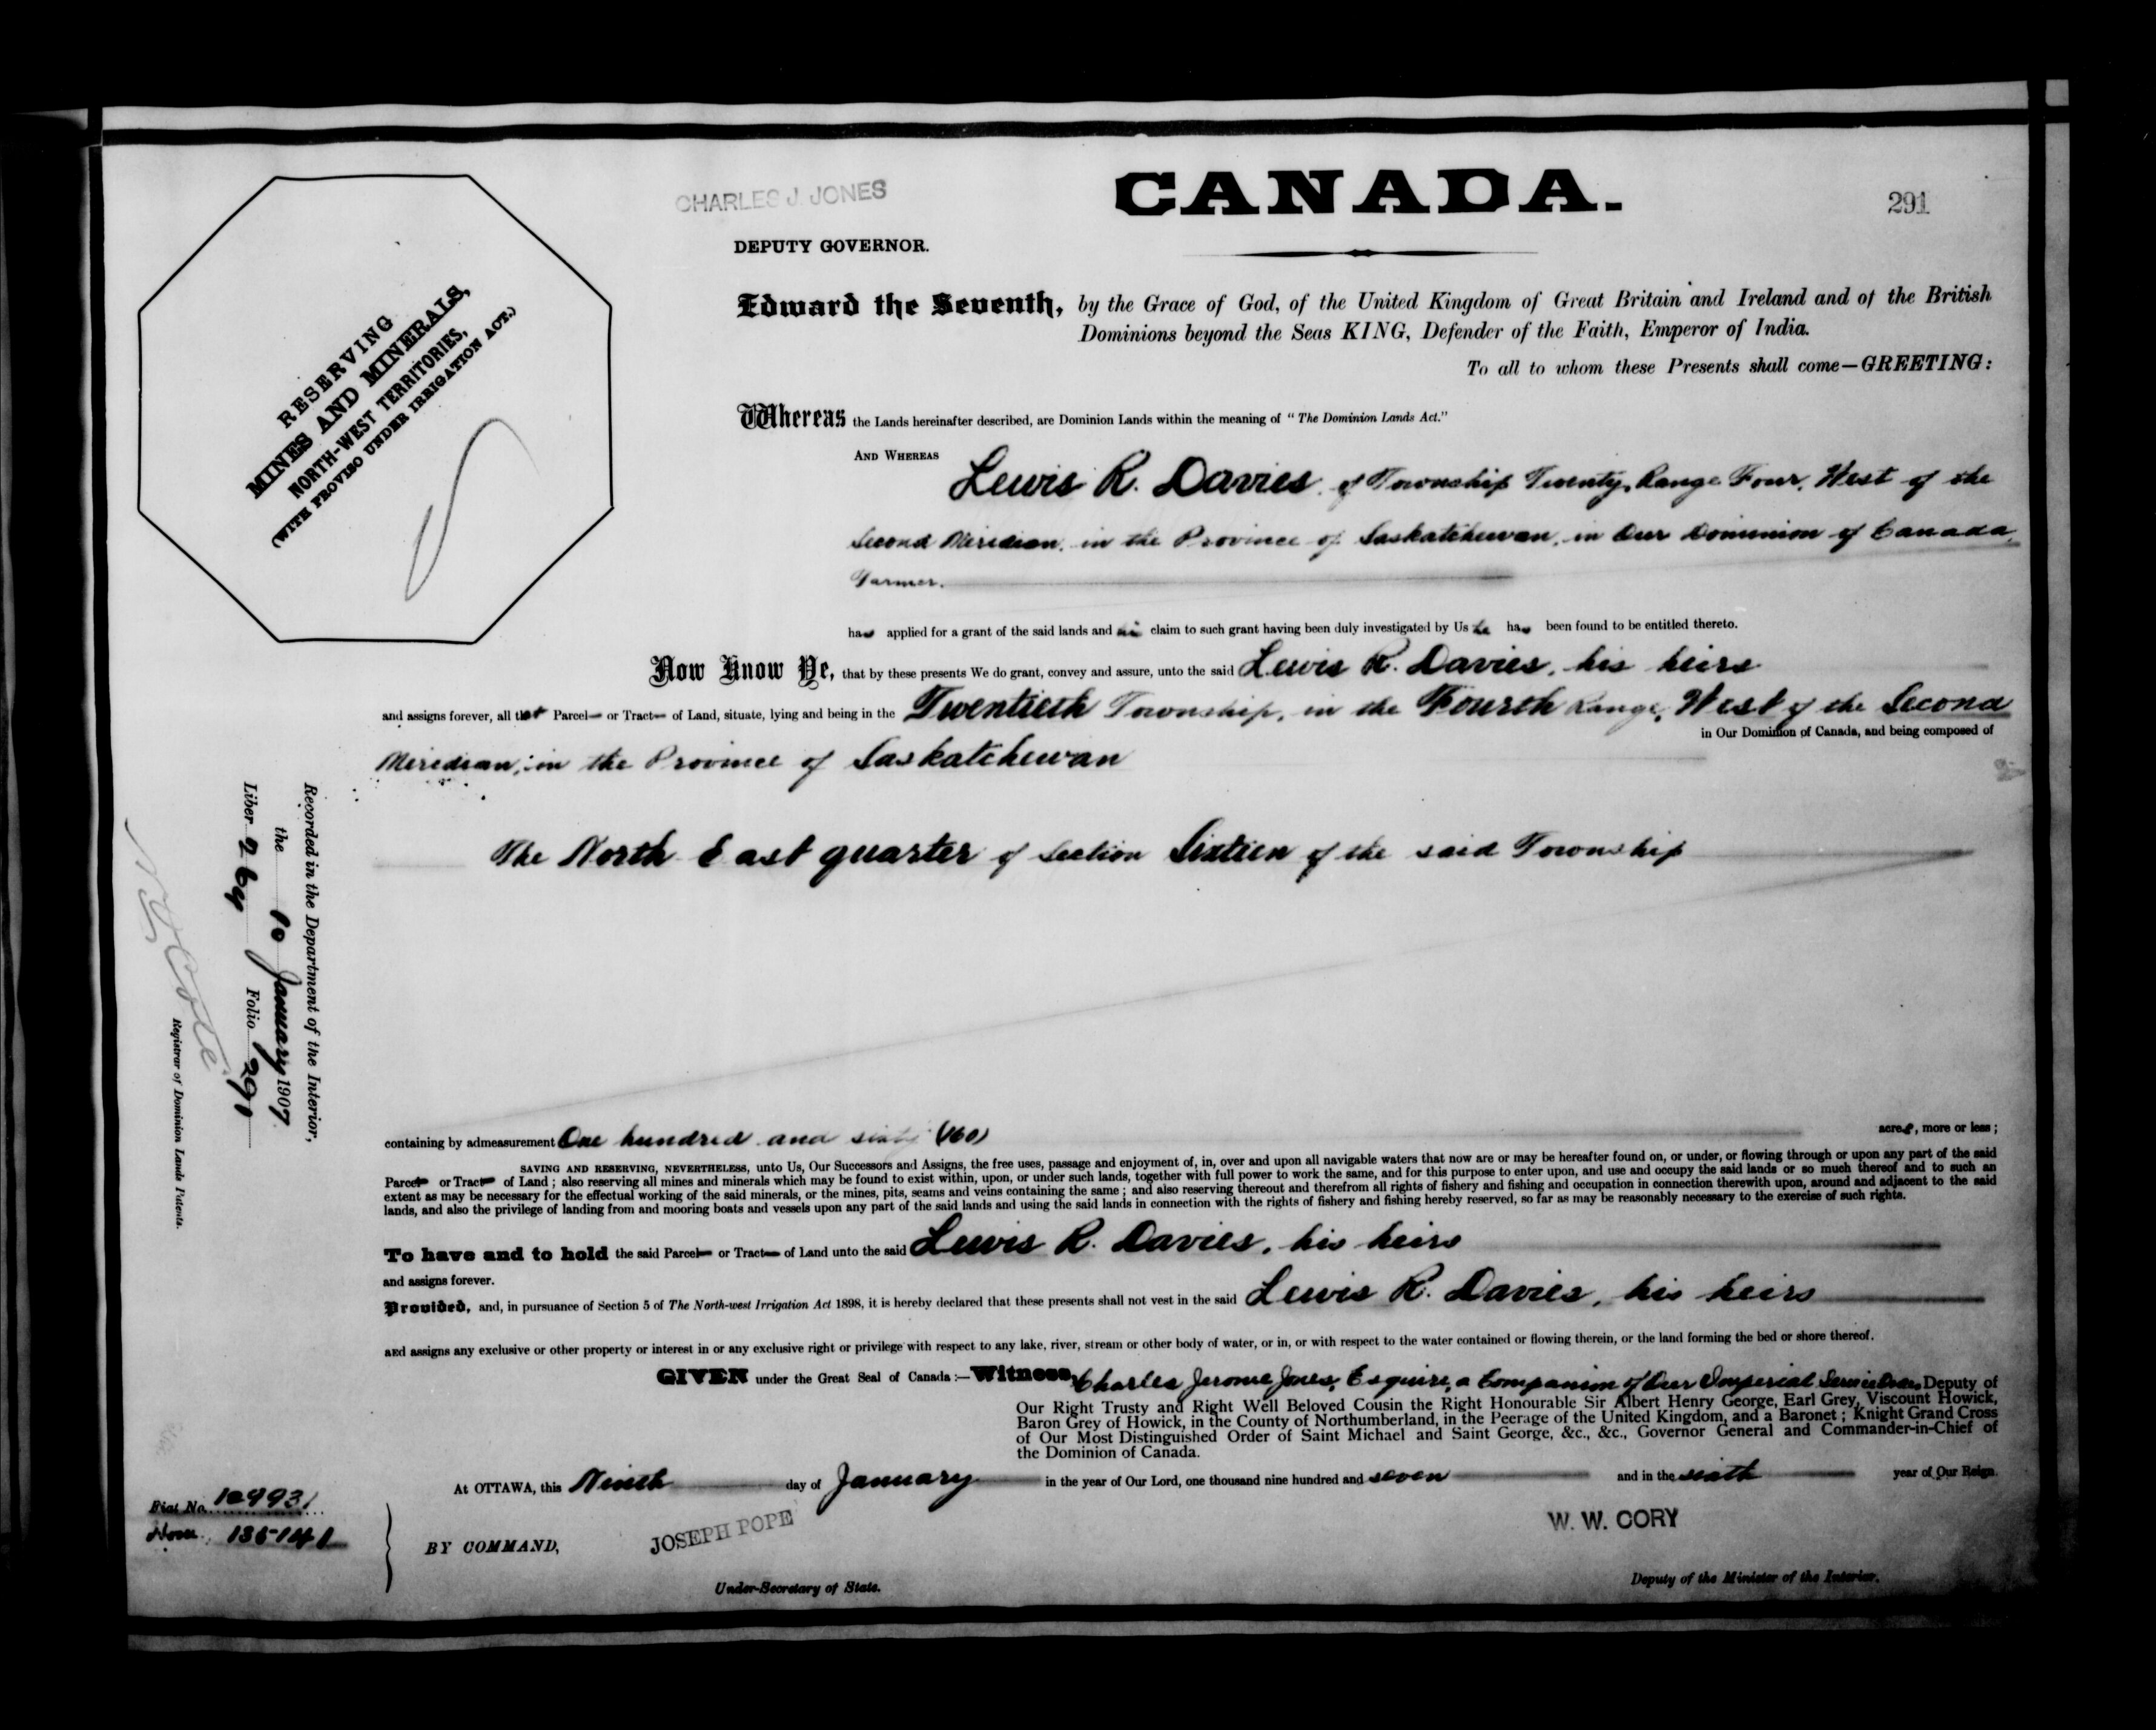 CHARLES J. JONES
CANADA.
291
DEPUTY GOVERNOR.
RESERVING
MINES AND MINERALS,
NORTH-WEST TERRITORIES,
(WITH PROVISO UNDER IRRIGATION ACT.)
Edward the Seventh, by the Grace of God, of the United Kingdom of Great Britain and Ireland and of the British
Dominions beyond the Seas KING, Defender of the Faith, Emperor of India.
To all to whom these Presents shall come—GREETING:
Whereas the Lands hereinafter described, are Dominion Lands within the meaning of "The Dominion Lands Act."
AND WHEREAS
Lewis R. Davies, of Township Twenty, Range Four, West of the
Second Meridian, in the Province of Saskatchewan, in Our Dominion of Canada,
Farmer.
has applied for a grant of the said lands and his claim to such grant having been duly investigated by Us he has been found to be entitled thereto.
Now Know Ye, that by these presents We do grant, convey and assure, unto the said Lewis R. Davies, his heirs
and assigns forever, all that Parcel or Tract of Land, situate, lying and being in the Twentieth Township, in the Fourth Range, West of the Second
in Our Dominion of Canada, and being composed of
Meridian, in the Province of Saskatchewan
The North East quarter of Section Sixteen of the said Township
containing by admeasurement One hundred and sixty (160) acres, more or less;
SAVING AND RESERVING, NEVERTHELESS, unto Us, Our Successors and Assigns, the free uses, passage and enjoyment of, in, over and upon all navigable waters that now are or may be hereafter found on, or under, or flowing through or upon any part of the said
Parcel or Tract of Land; also reserving all mines and minerals which may be found to exist within, upon, or under such lands, together with full power to work the same, and for this purpose to enter upon, and use and occupy the said lands or so much thereof and to such an
extent as may be necessary for the effectual working of the said minerals, or the mines, pits, seams and veins containing the same; and also reserving thereout and therefrom all rights of fishery and fishing and occupation in connection therewith upon, around and adjacent to the said
lands, and also the privilege of landing from and mooring boats and vessels upon any part of the said lands and using the said lands in connection with the rights of fishery and fishing hereby reserved, so far as may be reasonably necessary to the exercise of such rights.
To have and to hold the said Parcel or Tract of Land unto the said Lewis R. Davies, his heirs
and assigns forever.
Provided, and, in pursuance of Section 5 of The North-west Irrigation Act 1898, it is hereby declared that these presents shall not vest in the said Lewis R. Davies, his heirs
and assigns any exclusive or other property or interest in or any exclusive right or privilege with respect to any lake, river, stream or other body of water, or in, or with respect to the water contained or flowing therein, or the land forming the bed or shore thereof.
GIVEN under the Great Seal of Canada:—Witness, Charles Jerome Jones, Esquire, a Companion of Our Imperial Service Order, Deputy of
Our Right Trusty and Right Well Beloved Cousin the Right Honourable Sir Albert Henry George, Earl Grey, Viscount Howick,
Baron Grey of Howick, in the County of Northumberland, in the Peerage of the United Kingdom, and a Baronet; Knight Grand Cross
of Our Most Distinguished Order of Saint Michael and Saint George, &c., &c., Governor General and Commander-in-Chief of
the Dominion of Canada.
At OTTAWA, this Ninth day of January in the year of Our Lord, one thousand nine hundred and seven and in the sixth year of Our Reign.
BY COMMAND,
JOSEPH POPE
Under-Secretary of State.
W. W. CORY
Deputy of the Minister of the Interior.
Recorded in the Department of the Interior,
the 10 January 1907
Liber Folio 291
N. O. Coté
Registrar of Dominion Lands Patents.
Fiat No. 109931
Hom. 135141